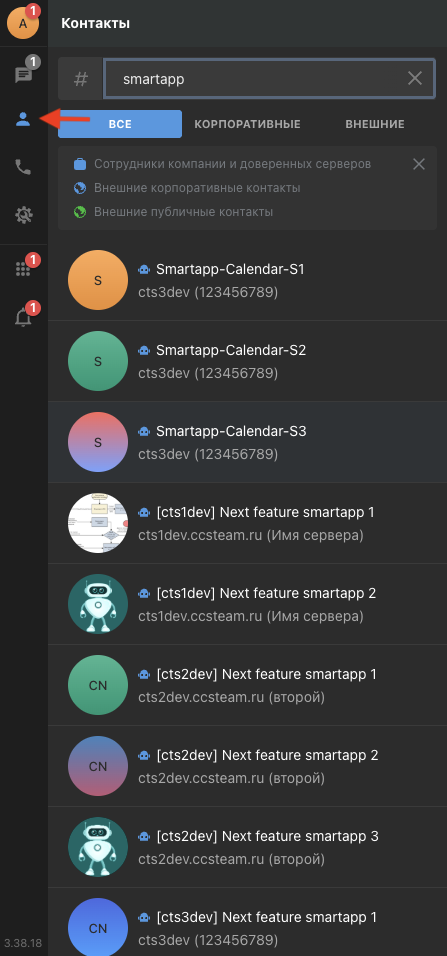 A
1
Контакты
1
# smartapp
ВСЕ КОРПОРАТИВНЫЕ ВНЕШНИЕ
Сотрудники компании и доверенных серверов
Внешние корпоративные контакты
Внешние публичные контакты
1
1
S
Smartapp-Calendar-S1
cts3dev (123456789)
S
Smartapp-Calendar-S2
cts3dev (123456789)
S
Smartapp-Calendar-S3
cts3dev (123456789)
[cts1dev] Next feature smartapp 1
cts1dev.ccsteam.ru (Имя сервера)
[cts1dev] Next feature smartapp 2
cts1dev.ccsteam.ru (Имя сервера)
CN
[cts2dev] Next feature smartapp 1
cts2dev.ccsteam.ru (второй)
CN
[cts2dev] Next feature smartapp 2
cts2dev.ccsteam.ru (второй)
[cts2dev] Next feature smartapp 3
cts2dev.ccsteam.ru (второй)
CN
[cts3dev] Next feature smartapp 1
cts3dev (123456789)
3.38.18